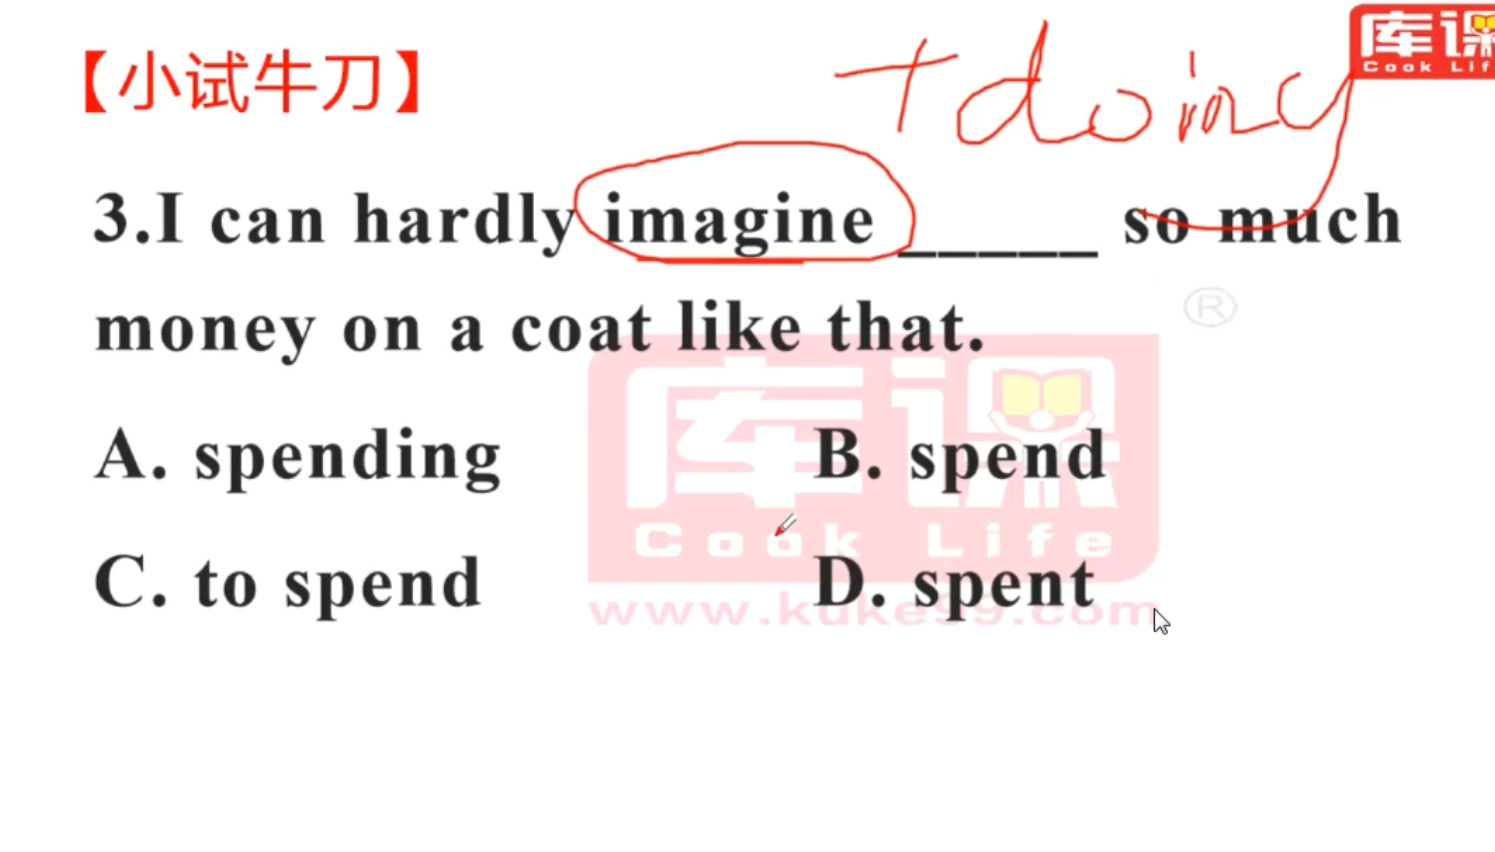 库课
Cook Lif
【小试牛刀】
+doing
3.I can hardly imagine _____ so much
money on a coat like that.
A. spending
B. spend
C. to spend
D. spent
库课®
Cook Life
www.kuke99.com